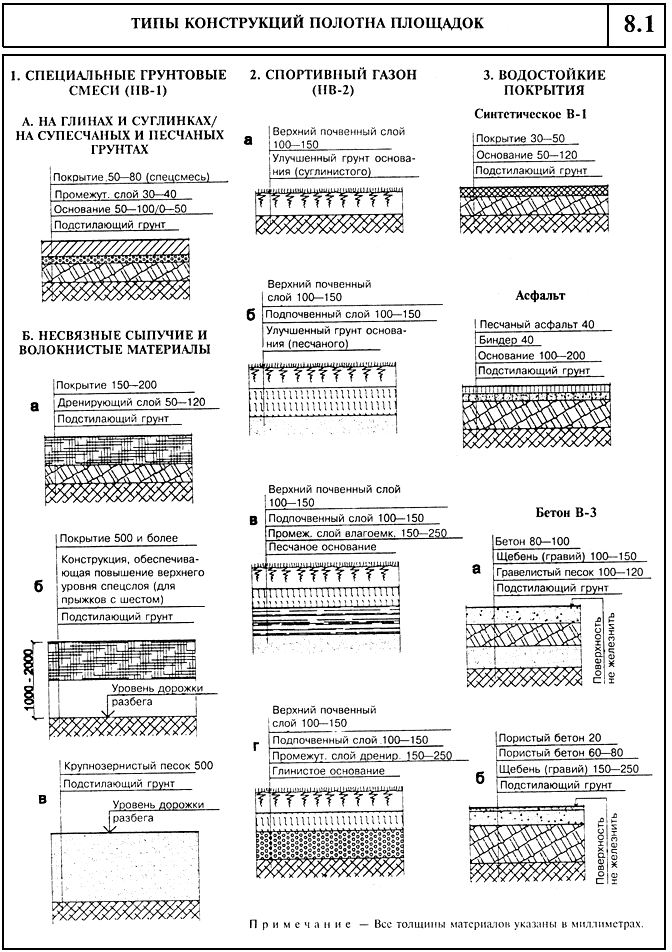 ТИПЫ КОНСТРУКЦИЙ ПОЛОТНА ПЛОЩАДОК
8.1
1. СПЕЦИАЛЬНЫЕ ГРУНТОВЫЕ
СМЕСИ (НВ-1)
А. НА ГЛИНАХ И СУГЛИНКАХ/
НА СУПЕСЧАНЫХ И ПЕСЧАНЫХ
ГРУНТАХ
Покрытие 50—80 (спецсмесь)
Промежут. слой 30—40
Основание 50—100/0—50
Подстилающий грунт
Б. НЕСВЯЗНЫЕ СЫПУЧИЕ И
ВОЛОКНИСТЫЕ МАТЕРИАЛЫ
а
Покрытие 150—200
Дренирующий слой 50—120
Подстилающий грунт
б
Покрытие 500 и более
Конструкция, обеспечива-
ющая повышение верхнего
уровня спецслоя (для
прыжков с шестом)
Подстилающий грунт
1000 - 2000
Уровень дорожки
разбега
в
Крупнозернистый песок 500
Подстилающий грунт
Уровень дорожки
разбега
2. СПОРТИВНЫЙ ГАЗОН
(НВ-2)
а
Верхний почвенный слой
100—150
Улучшенный грунт основа-
ния (суглинистого)
б
Верхний почвенный
слой 100—150
Подпочвенный слой 100—150
Улучшенный грунт основа-
ния (песчаного)
в
Верхний почвенный слой
100—150
Подпочвенный слой 100—150
Промеж. слой влагоемк. 150—250
Песчаное основание
г
Верхний почвенный
слой 100—150
Подпочвенный слой 100—150
Промежут. слой дренир. 150—250
Глинистое основание
3. ВОДОСТОЙКИЕ
ПОКРЫТИЯ
Синтетическое В-1
Покрытие 30—50
Основание 50—120
Подстилающий грунт
Асфальт
Песчаный асфальт 40
Биндер 40
Основание 100—200
Подстилающий грунт
Бетон В-3
а
Бетон 80—100
Щебень (гравий) 100—150
Гравелистый песок 100—120
Подстилающий грунт
Поверхность
не железнить
б
Пористый бетон 20
Пористый бетон 60—80
Щебень (гравий) 150—250
Подстилающий грунт
Поверхность
не железнить
Примечание — Все толщины материалов указаны в миллиметрах.